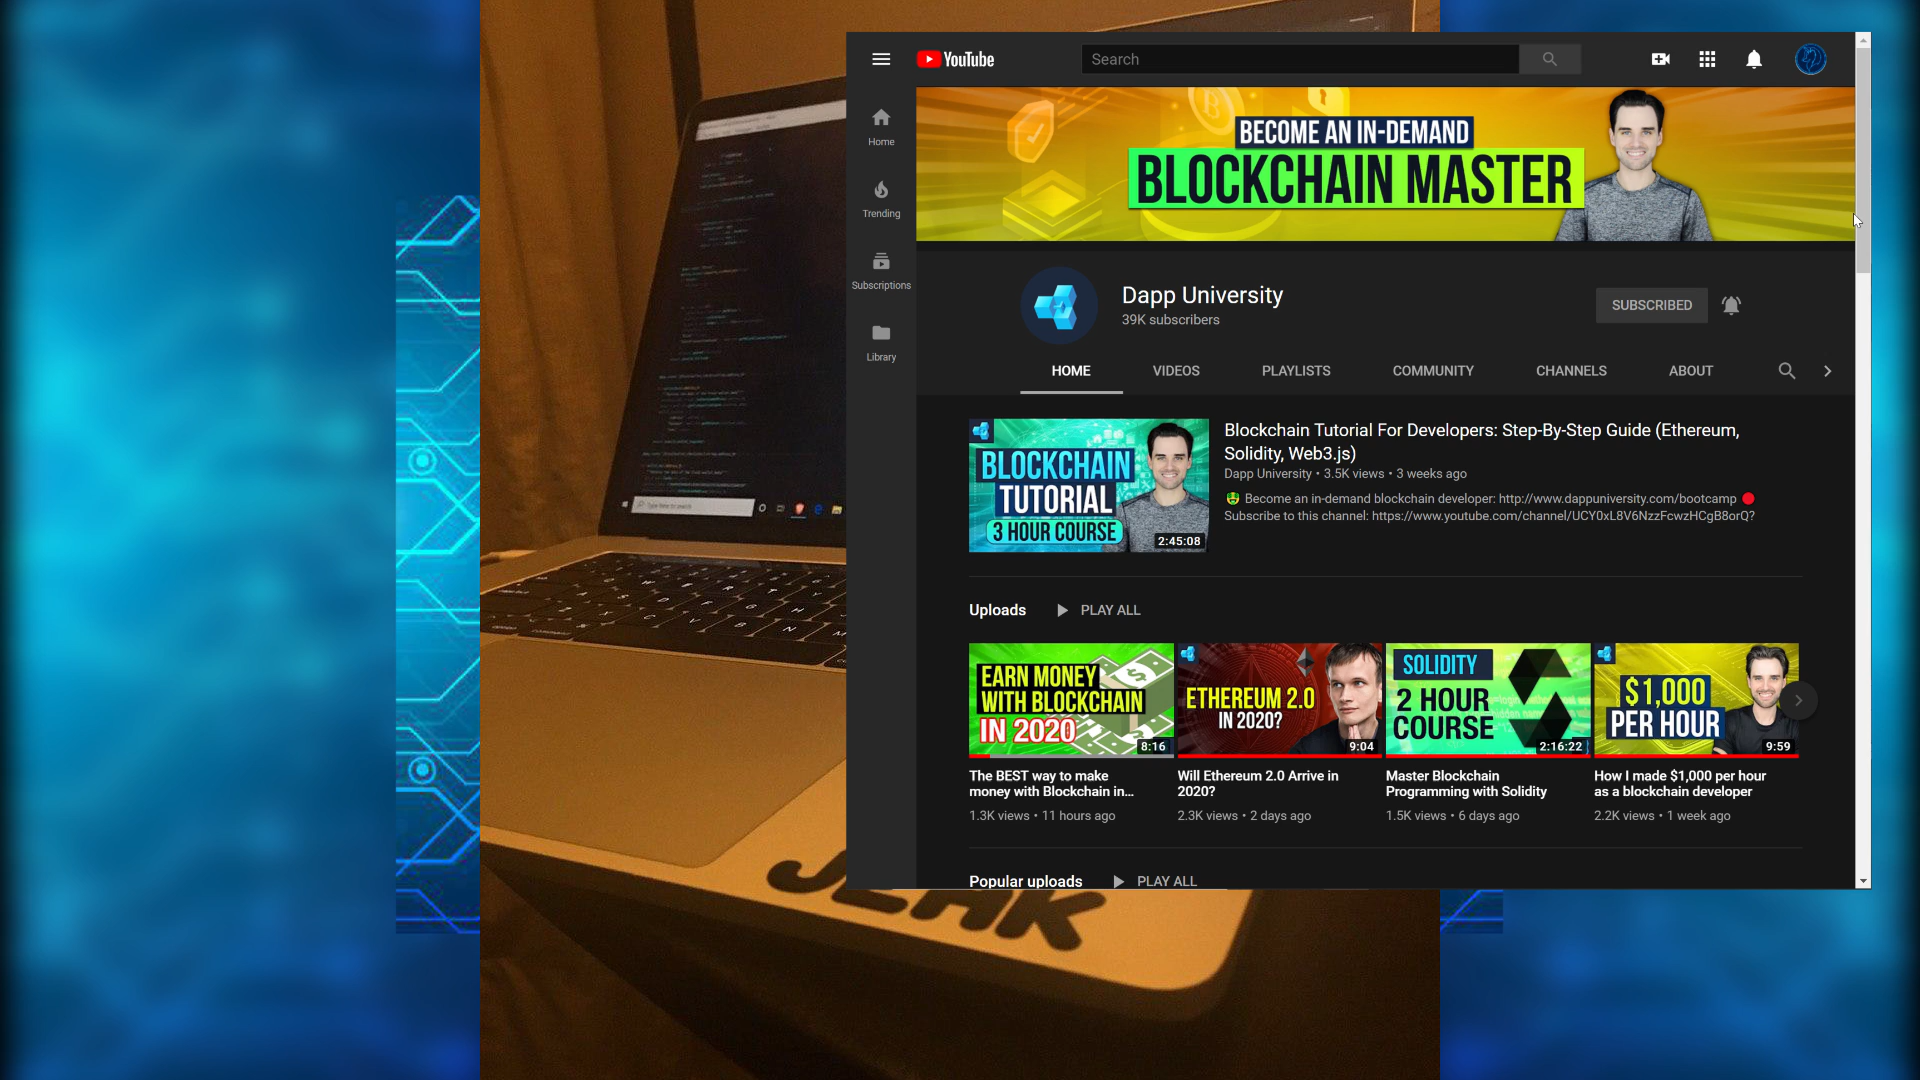 YouTube
Search
Home
Trending
Subscriptions
Library
BECOME AN IN-DEMAND
BLOCKCHAIN MASTER
Dapp University
39K subscribers
SUBSCRIBED
HOME VIDEOS PLAYLISTS COMMUNITY CHANNELS ABOUT
BLOCKCHAIN
TUTORIAL
3 HOUR COURSE
2:45:08
Blockchain Tutorial For Developers: Step-By-Step Guide (Ethereum,
Solidity, Web3.js)
Dapp University • 3.5K views • 3 weeks ago
Become an in-demand blockchain developer: http://www.dappuniversity.com/bootcamp
Subscribe to this channel: https://www.youtube.com/channel/UCY0xL8V6NzzFcwzHCgB8orQ?
Uploads PLAY ALL
EARN MONEY
WITH BLOCKCHAIN
IN 2020
8:16
The BEST way to make
money with Blockchain in...
1.3K views • 11 hours ago
ETHEREUM 2.0
IN 2020?
9:04
Will Ethereum 2.0 Arrive in
2020?
2.3K views • 2 days ago
SOLIDITY
2 HOUR
COURSE
2:16:22
Master Blockchain
Programming with Solidity
1.5K views • 6 days ago
$1,000
PER HOUR
9:59
How I made $1,000 per hour
as a blockchain developer
2.2K views • 1 week ago
Popular uploads PLAY ALL